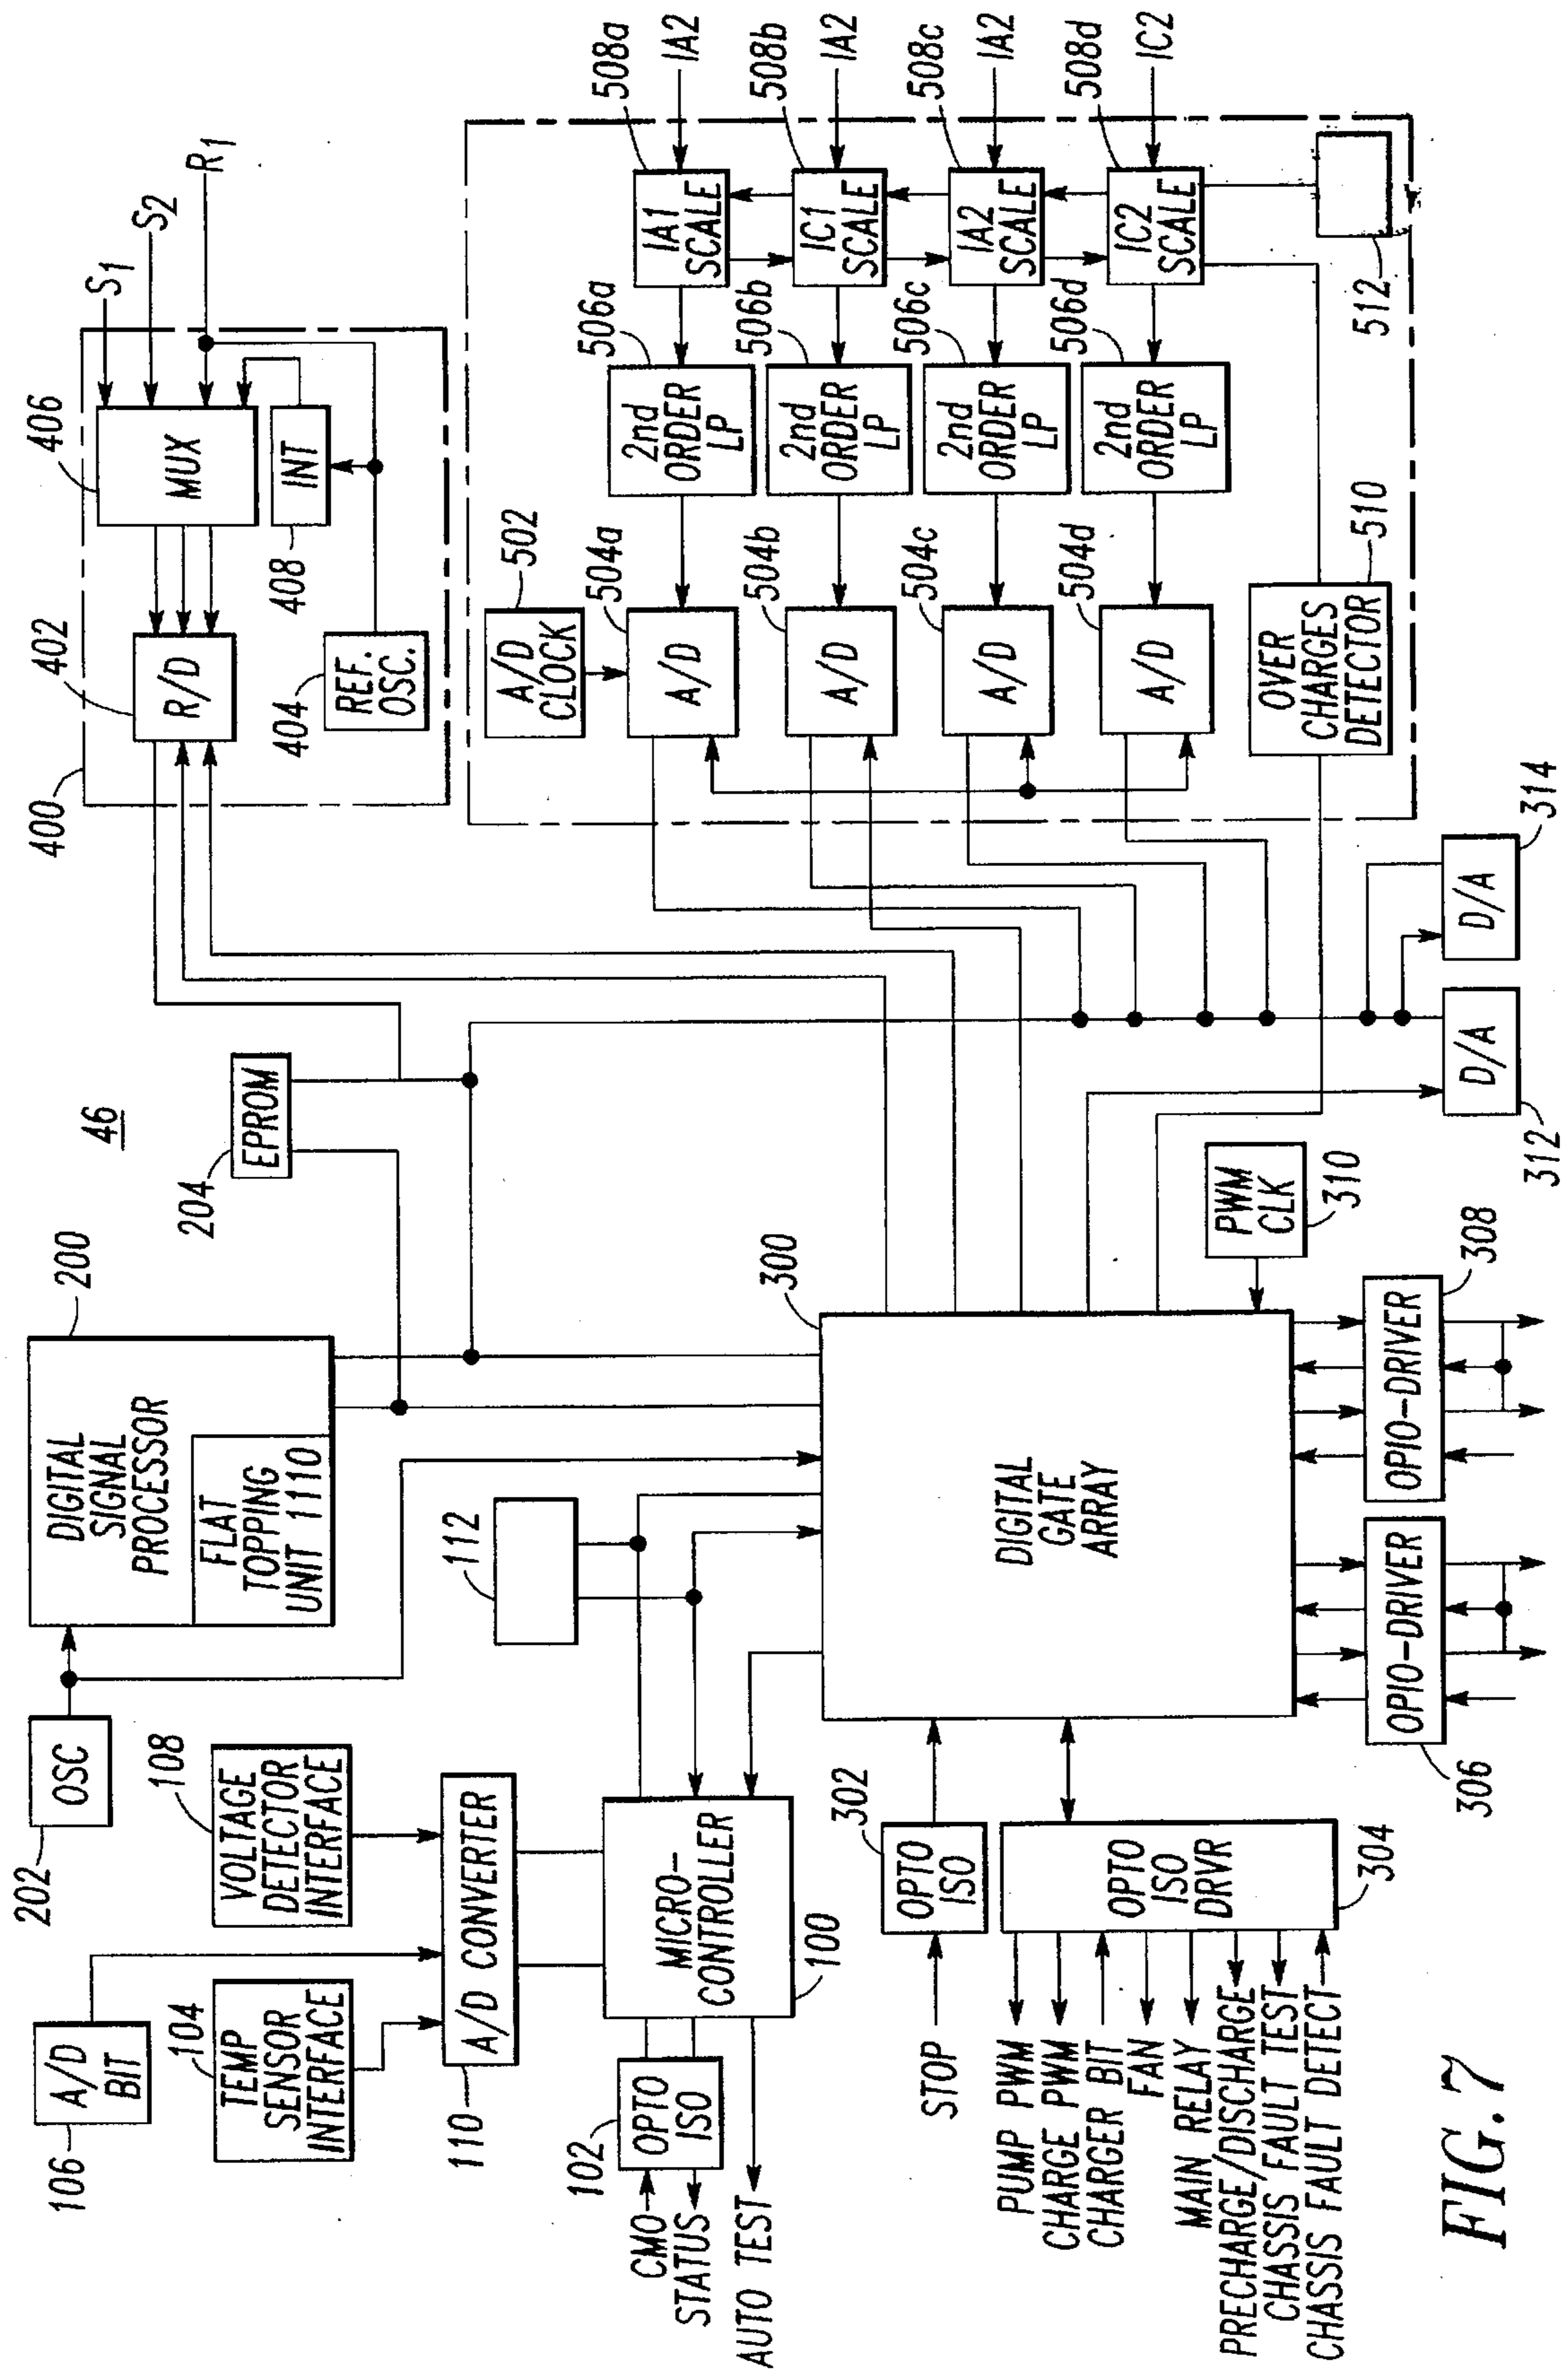 46
OSC
202
DIGITAL
SIGNAL
PROCESSOR
FLAT
TOPPING
UNIT 1110
200
EPROM
204
400
R/D
402
MUX
406
INT
408
REF.
OSC.
404
S1
S2
R1
A/D
BIT
106
TEMP
SENSOR
INTERFACE
104
VOLTAGE
DETECTOR
INTERFACE
108
A/D CONVERTER
110
112
OPTO
ISO
102
CMO
STATUS
AUTO TEST
MICRO-
CONTROLLER
100
DIGITAL
GATE
ARRAY
300
A/D
CLOCK
502
A/D
504a
A/D
504b
A/D
504c
A/D
504d
2nd
ORDER
LP
506a
2nd
ORDER
LP
506b
2nd
ORDER
LP
506c
2nd
ORDER
LP
506d
IA1
SCALE
508a
IA2
IC1
SCALE
508b
IA2
IA2
SCALE
508c
IA2
IC2
SCALE
508d
IC2
OVER
CHARGES
DETECTOR
510
512
STOP
OPTO
ISO
302
OPTO
ISO
DRVR
304
PUMP PWM
CHARGE PWM
CHARGER BIT
FAN
MAIN RELAY
PRECHARGE/DISCHARGE
CHASSIS FAULT TEST
CHASSIS FAULT DETECT
OPIO-DRIVER
306
OPIO-DRIVER
308
PWM
CLK
310
D/A
312
D/A
314
FIG. 7